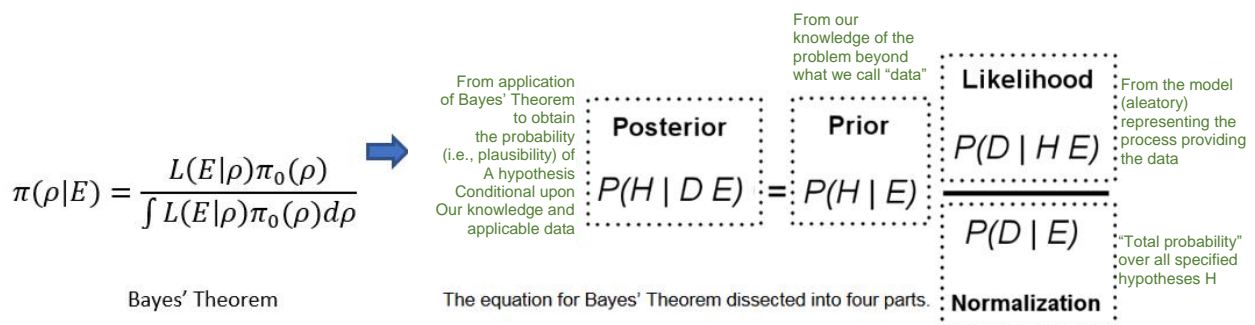 π(ρ|E) = L(E|ρ)π₀(ρ) / ∫ L(E|ρ)π₀(ρ)dρ
Bayes' Theorem
From application
of Bayes' Theorem
to obtain
the probability
(i.e., plausibility) of
A hypothesis
Conditional upon
Our knowledge and
applicable data
Posterior
P(H | D E)
=
From our
knowledge of the
problem beyond
what we call “data”
Prior
P(H | E)
Likelihood
P(D | H E)
From the model
(aleatory)
representing the
process providing
the data
P(D | E)
Normalization
“Total probability”
over all specified
hypotheses H
The equation for Bayes' Theorem dissected into four parts.